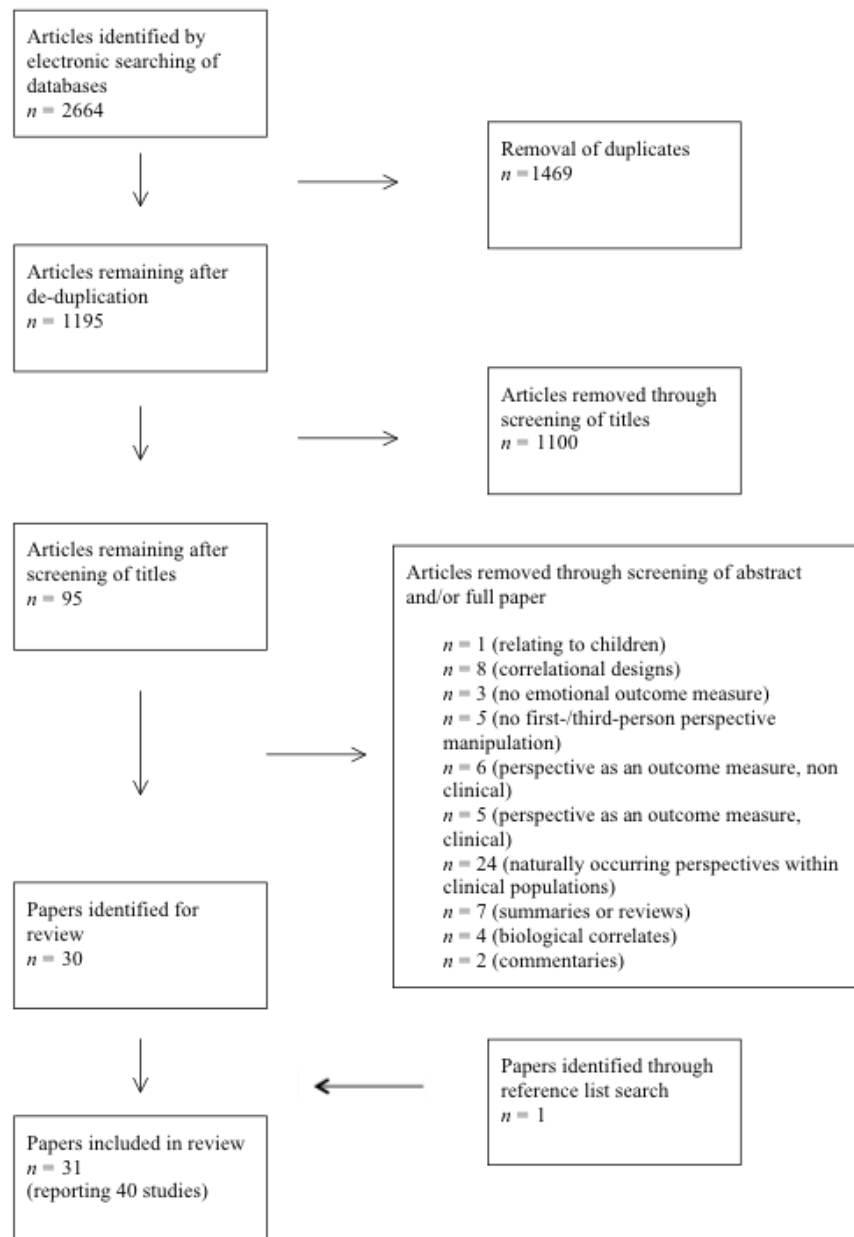 Articles identified by
electronic searching of
databases
n = 2664
Removal of duplicates
n =1469
Articles remaining after
de-duplication
n = 1195
Articles removed through
screening of titles
n = 1100
Articles remaining after
screening of titles
n = 95
Articles removed through screening of abstract
and/or full paper
n = 1 (relating to children)
n = 8 (correlational designs)
n = 3 (no emotional outcome measure)
n = 5 (no first-/third-person perspective
manipulation)
n = 6 (perspective as an outcome measure, non
clinical)
n = 5 (perspective as an outcome measure,
clinical)
n = 24 (naturally occurring perspectives within
clinical populations)
n = 7 (summaries or reviews)
n = 4 (biological correlates)
n = 2 (commentaries)
Papers identified for
review
n = 30
Papers identified through
reference list search
n = 1
Papers included in review
n = 31
(reporting 40 studies)